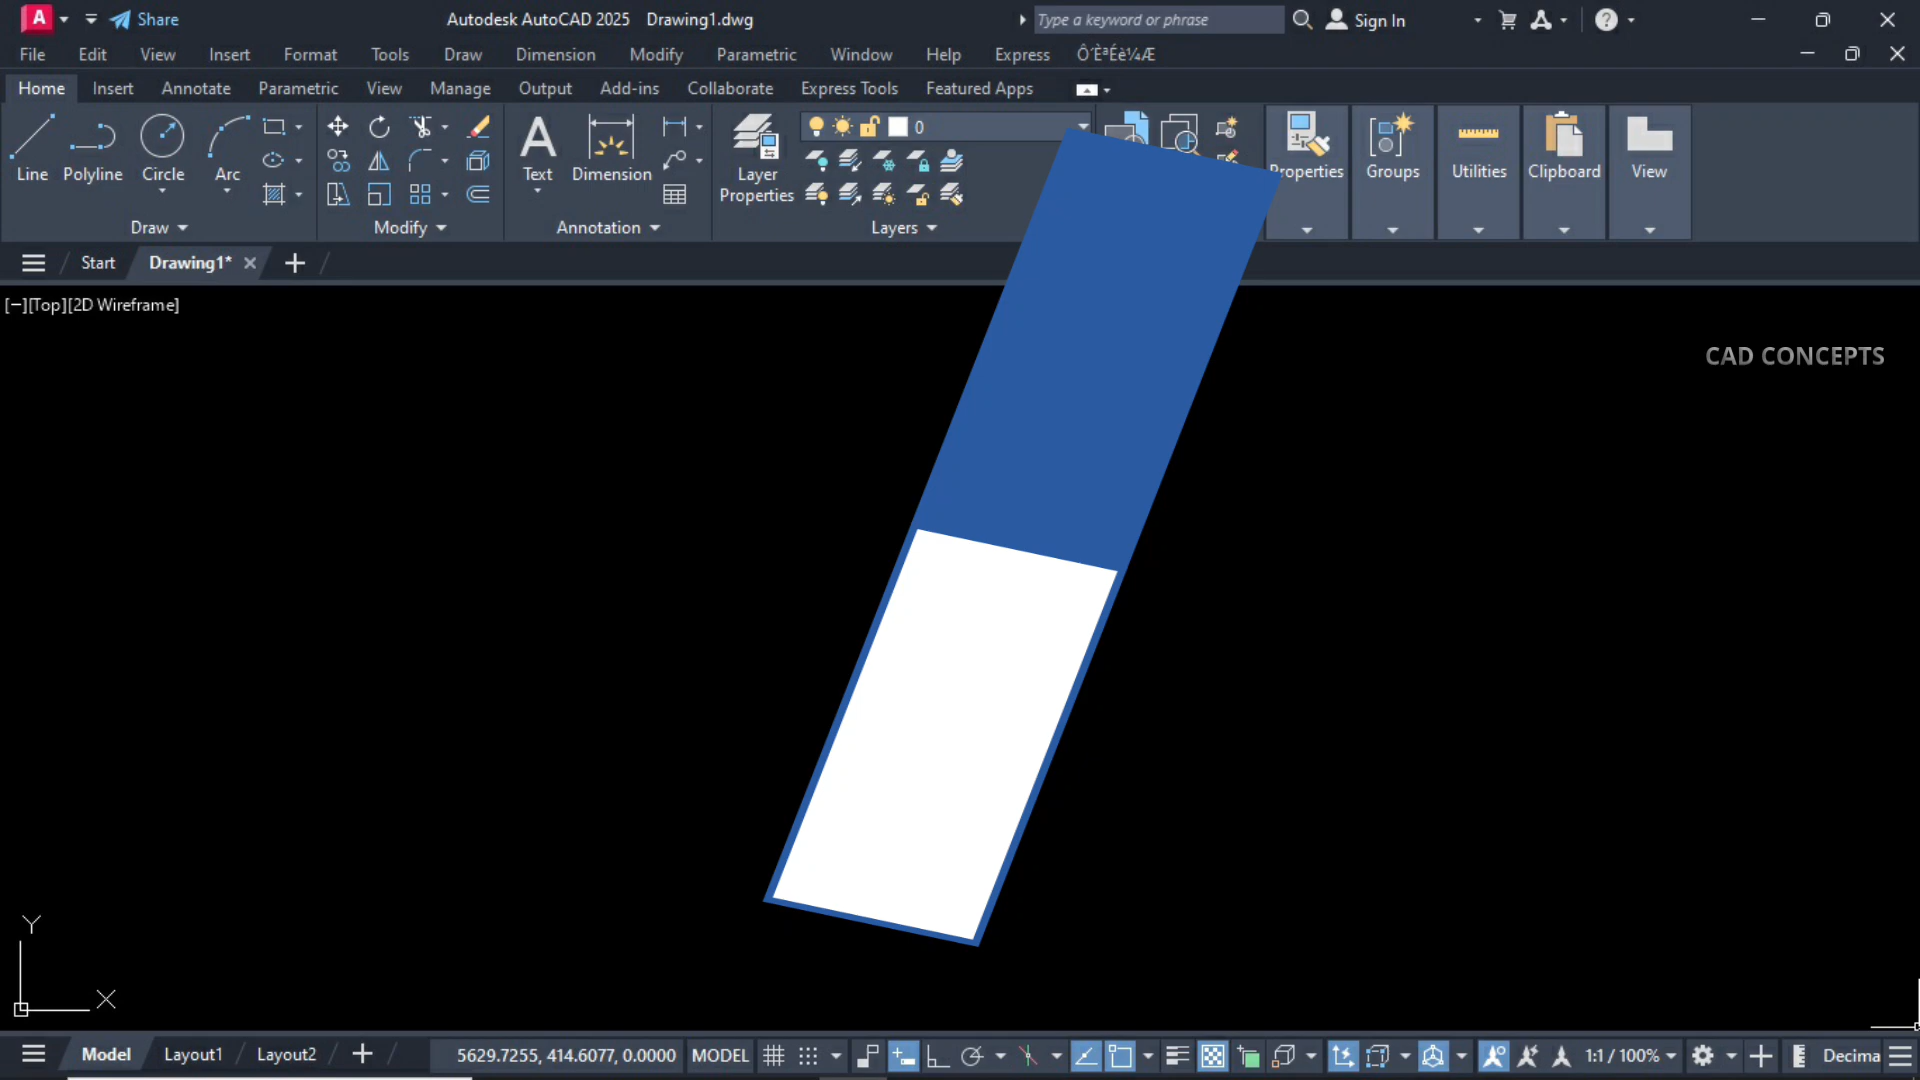 Share
Autodesk AutoCAD 2025 Drawing1.dwg
Type a keyword or phrase
Sign In
File Edit View Insert Format Tools Draw Dimension Modify Parametric Window Help Express Ô´È°Éè¼Æ
Home Insert Annotate Parametric View Manage Output Add-ins Collaborate Express Tools Featured Apps
0
Line Polyline Circle Arc
Text Dimension
Layer
Properties
Properties Groups Utilities Clipboard View
Draw Modify Annotation Layers
Start Drawing1*
[−][Top][2D Wireframe]
CAD CONCEPTS
Y
X
Model Layout1 Layout2
5629.7255, 414.6077, 0.0000 MODEL
1:1 / 100%
Decima